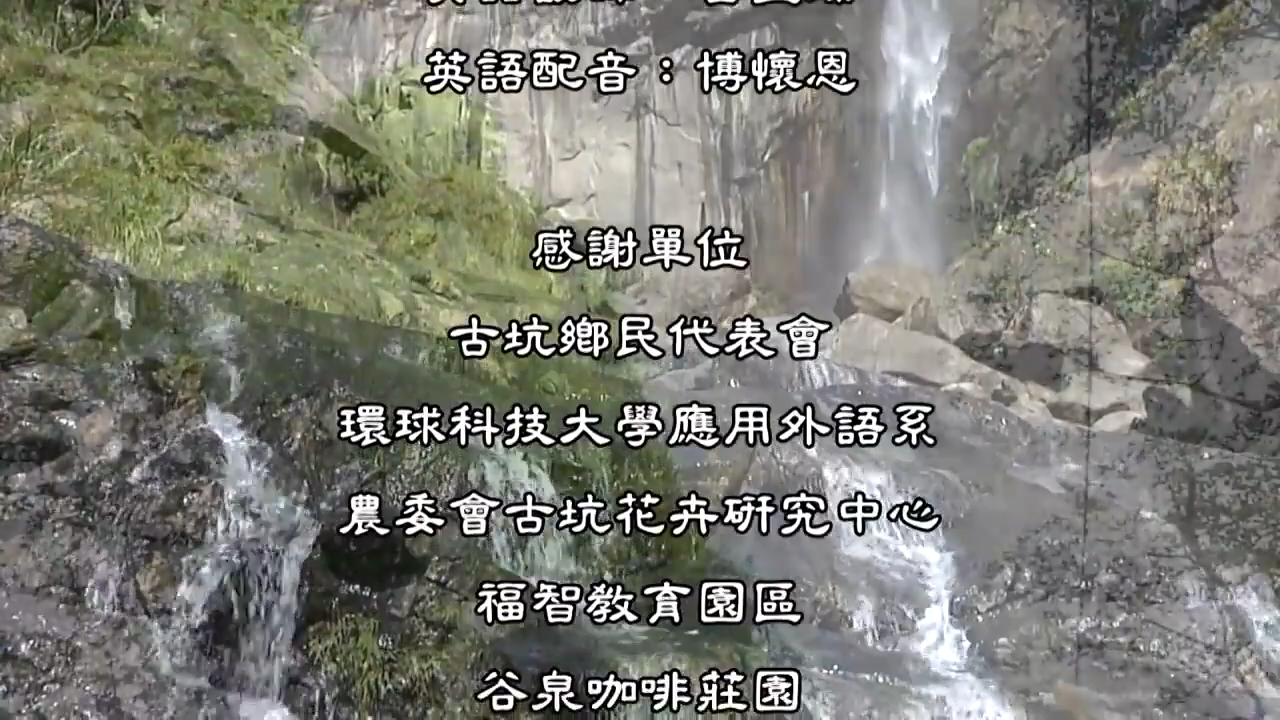 英語配音：博懷恩
感謝單位
古坑鄉民代表會
環球科技大學應用外語系
農委會古坑花卉研究中心
福智教育園區
谷泉咖啡莊園